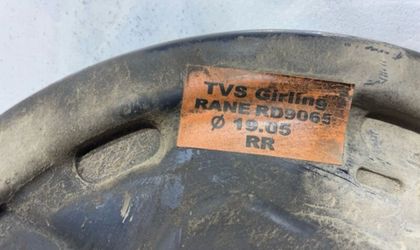 TVS Girling
RANE RD9065
Ø 19.05
RR